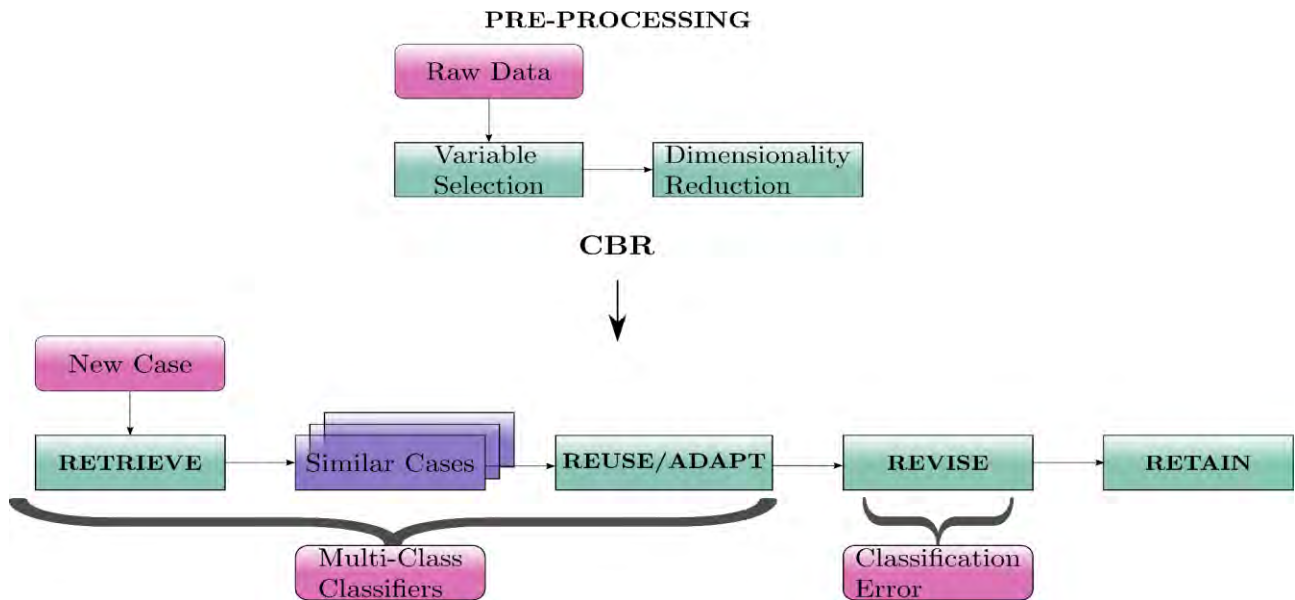 PRE-PROCESSING
Raw Data
Variable
Selection
Dimensionality
Reduction
CBR
New Case
RETRIEVE
Similar Cases
REUSE/ADAPT
REVISE
RETAIN
Multi-Class
Classifiers
Classification
Error